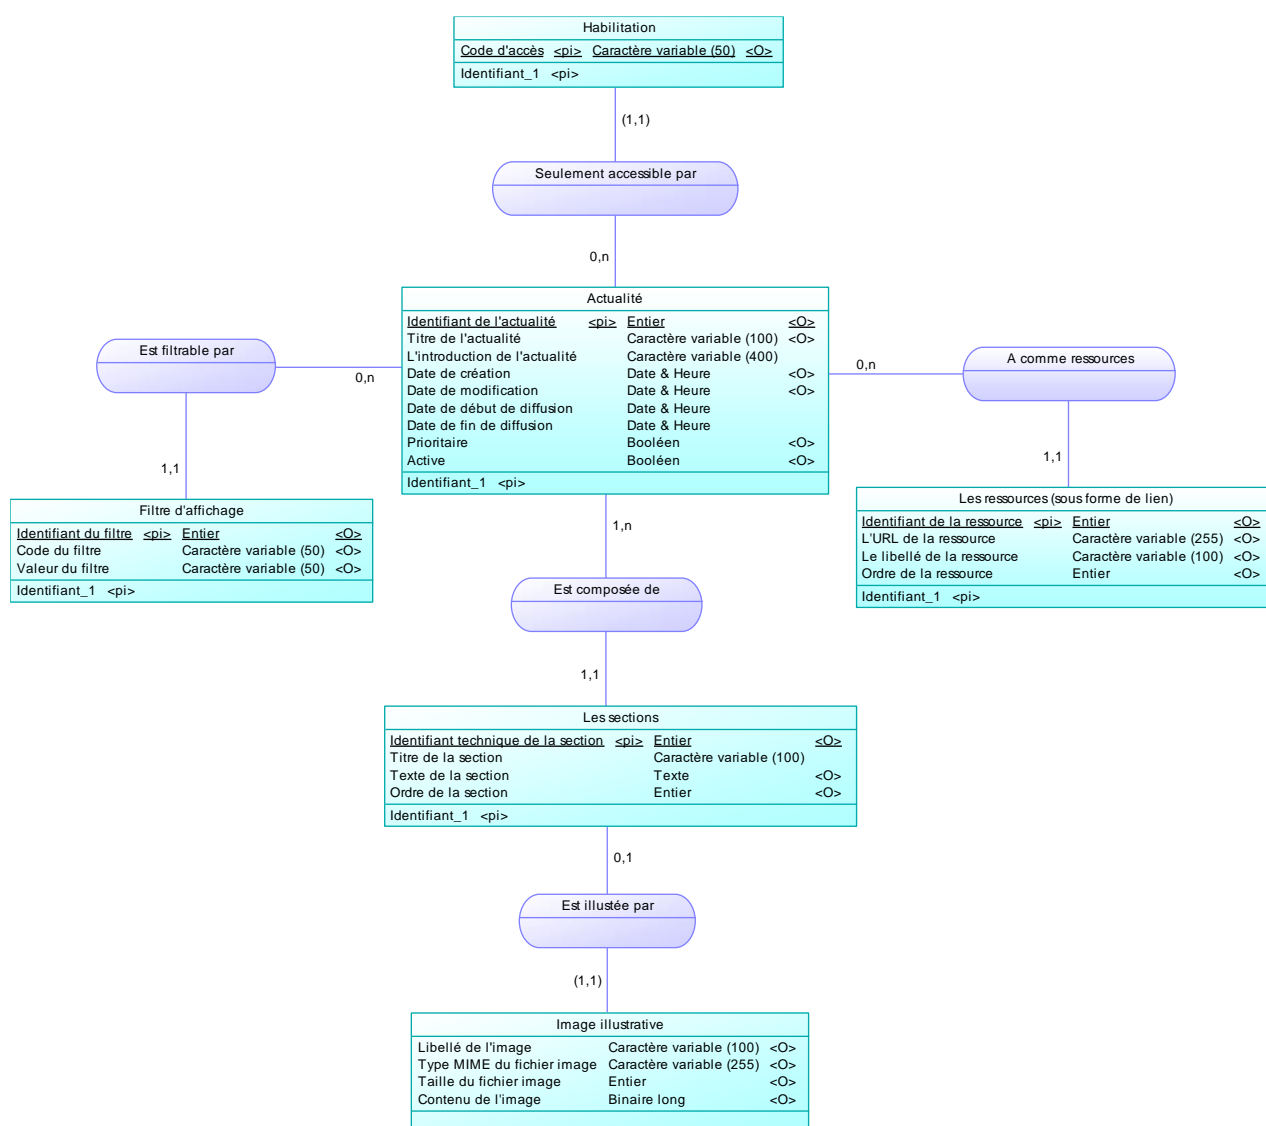 Habilitation
Code d'accès <pi> Caractère variable (50) <O>
Identifiant_1 <pi>
(1,1)
Seulement accessible par
0,n
Actualité
Identifiant de l'actualité <pi> Entier <O>
Titre de l'actualité Caractère variable (100) <O>
L'introduction de l'actualité Caractère variable (400)
Date de création Date & Heure <O>
Date de modification Date & Heure <O>
Date de début de diffusion Date & Heure
Date de fin de diffusion Date & Heure
Prioritaire Booléen <O>
Active Booléen <O>
Identifiant_1 <pi>
Est filtrable par
0,n
1,1
Filtre d'affichage
Identifiant du filtre <pi> Entier <O>
Code du filtre Caractère variable (50) <O>
Valeur du filtre Caractère variable (50) <O>
Identifiant_1 <pi>
0,n
A comme ressources
1,1
Les ressources (sous forme de lien)
Identifiant de la ressource <pi> Entier <O>
L'URL de la ressource Caractère variable (255) <O>
Le libellé de la ressource Caractère variable (100) <O>
Ordre de la ressource Entier <O>
Identifiant_1 <pi>
1,n
Est composée de
1,1
Les sections
Identifiant technique de la section <pi> Entier <O>
Titre de la section Caractère variable (100)
Texte de la section Texte <O>
Ordre de la section Entier <O>
Identifiant_1 <pi>
0,1
Est illustée par
(1,1)
Image illustrative
Libellé de l'image Caractère variable (100) <O>
Type MIME du fichier image Caractère variable (255) <O>
Taille du fichier image Entier <O>
Contenu de l'image Binaire long <O>